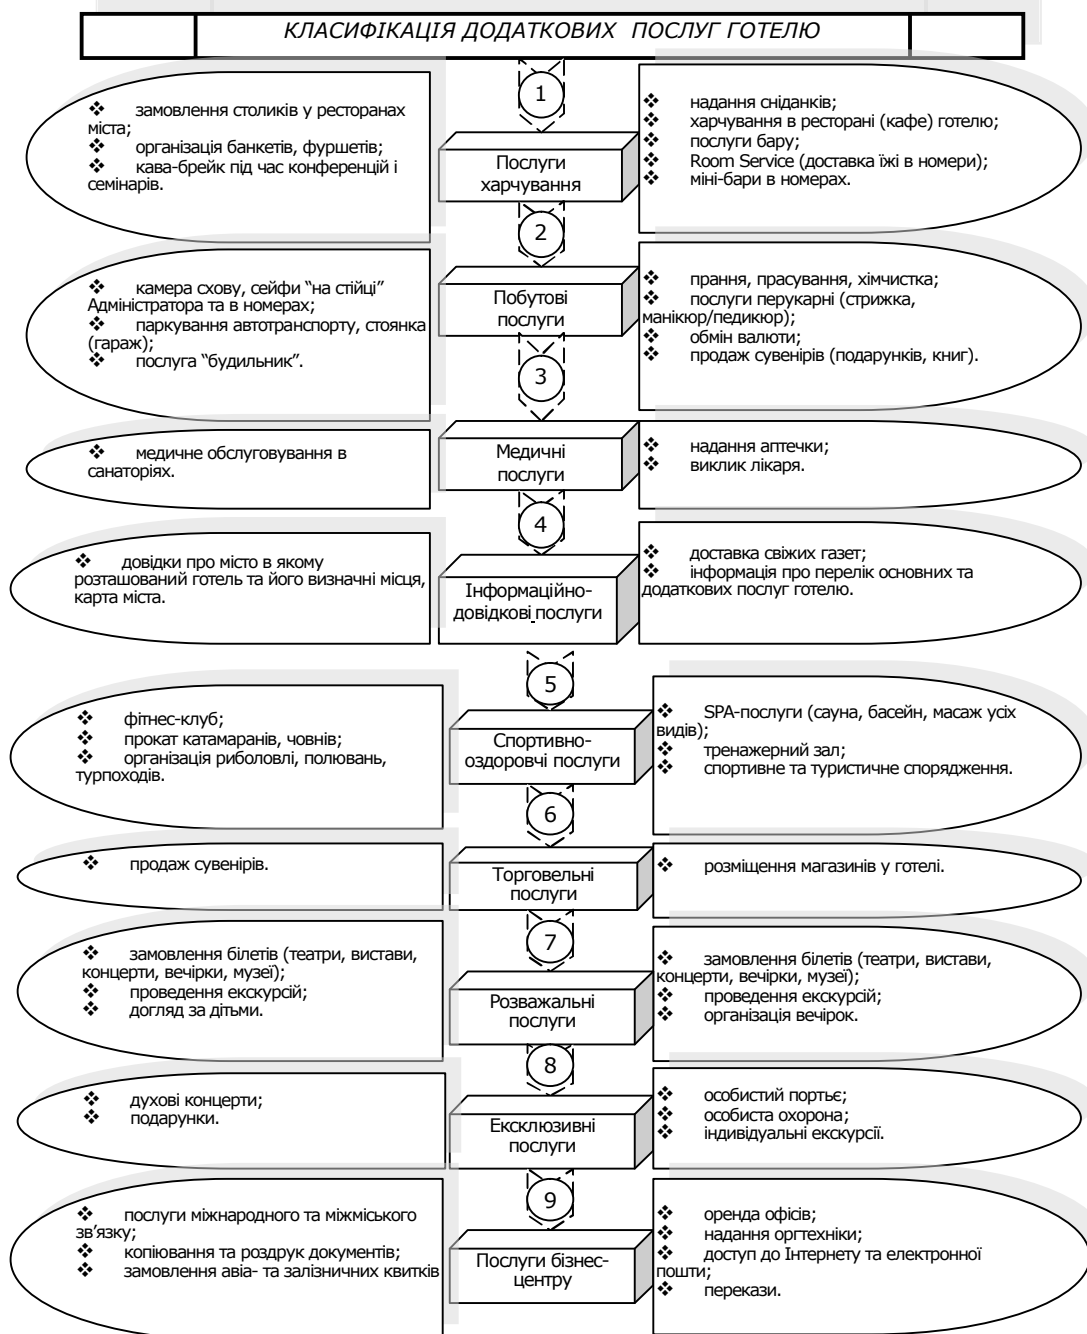 КЛАСИФІКАЦІЯ ДОДАТКОВИХ ПОСЛУГ ГОТЕЛЮ
1
❖ замовлення столиків у ресторанах
міста;
❖ організація банкетів, фуршетів;
❖ кава-брейк під час конференцій і
семінарів.
Послуги
харчування
❖ надання сніданків;
❖ харчування в ресторані (кафе) готелю;
❖ послуги бару;
❖ Room Service (доставка їжі в номери);
❖ міні-бари в номерах.
2
❖ камера схову, сейфи “на стійці”
Адміністратора та в номерах;
❖ паркування автотранспорту, стоянка
(гараж);
❖ послуга “будильник”.
Побутові
послуги
❖ прання, прасування, хімчистка;
❖ послуги перукарні (стрижка,
манікюр/педикюр);
❖ обмін валюти;
❖ продаж сувенірів (подарунків, книг).
3
❖ медичне обслуговування в
санаторіях.
Медичні
послуги
❖ надання аптечки;
❖ виклик лікаря.
4
❖ довідки про місто в якому
розташований готель та його визначні місця,
карта міста.
Інформаційно-
довідкові послуги
❖ доставка свіжих газет;
❖ інформація про перелік основних та
додаткових послуг готелю.
5
❖ фітнес-клуб;
❖ прокат катамаранів, човнів;
❖ організація риболовлі, полювань,
турпоходів.
Спортивно-
оздоровчі послуги
❖ SPA-послуги (сауна, басейн, масаж усіх
видів);
❖ тренажерний зал;
❖ спортивне та туристичне спорядження.
6
❖ продаж сувенірів.
Торговельні
послуги
❖ розміщення магазинів у готелі.
7
❖ замовлення білетів (театри, вистави,
концерти, вечірки, музеї);
❖ проведення екскурсій;
❖ догляд за дітьми.
Розважальні
послуги
❖ замовлення білетів (театри, вистави,
концерти, вечірки, музеї);
❖ проведення екскурсій;
❖ організація вечірок.
8
❖ духові концерти;
❖ подарунки.
Ексклюзивні
послуги
❖ особистий портьє;
❖ особиста охорона;
❖ індивідуальні екскурсії.
9
❖ послуги міжнародного та міжміського
зв’язку;
❖ копіювання та роздрук документів;
❖ замовлення авіа- та залізничних квитків
Послуги бізнес-
центру
❖ оренда офісів;
❖ надання оргтехніки;
❖ доступ до Інтернету та електронної
пошти;
❖ перекази.